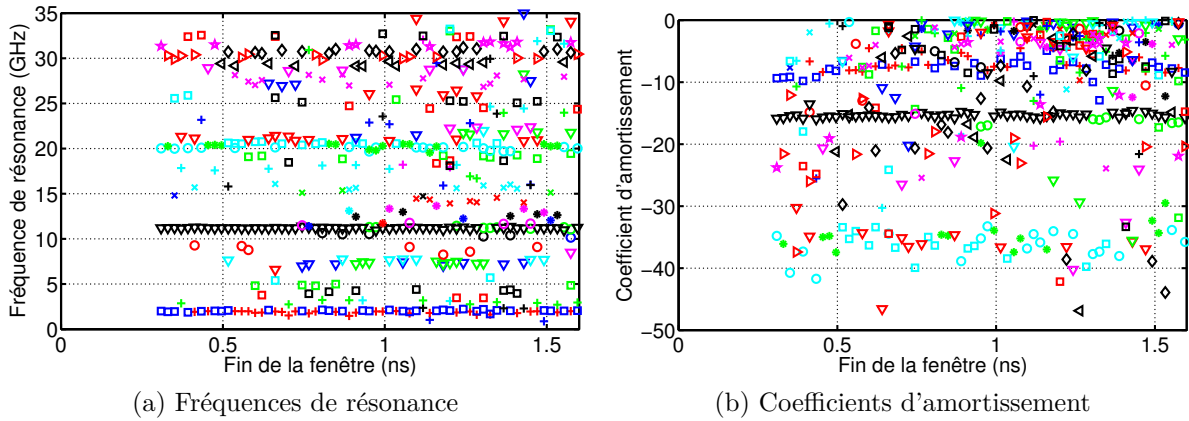 35
30
25
20
15
10
5
0
Fréquence de résonance (GHz)
0 0.5 1 1.5
Fin de la fenêtre (ns)
(a) Fréquences de résonance
0
−10
−20
−30
−40
−50
Coefficient d'amortissement
0 0.5 1 1.5
Fin de la fenêtre (ns)
(b) Coefficients d'amortissement